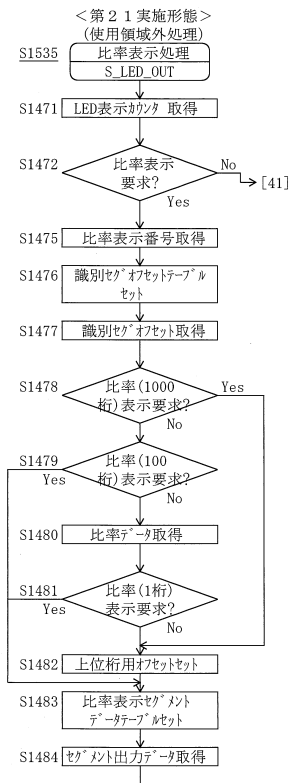 ＜第２１実施形態＞
(使用領域外処理)
S1535
比率表示処理
S_LED_OUT
S1471
LED表示ｶｳﾝﾀ 取得
S1472
比率表示
要求?
No
[41]
Yes
S1475
比率表示番号取得
S1476
識別ｾｸﾞｵﾌｾｯﾄﾃｰﾌﾞﾙ
ｾｯﾄ
S1477
識別ｾｸﾞｵﾌｾｯﾄ取得
S1478
比率(1000
桁)表示要求?
Yes
No
S1479
比率(100
桁)表示要求?
Yes
No
S1480
比率ﾃﾞｰﾀ取得
S1481
比率(1桁)
表示要求?
Yes
No
S1482
上位桁用ｵﾌｾｯﾄｾｯﾄ
S1483
比率表示ｾｸﾞﾒﾝﾄ
ﾃﾞｰﾀﾃｰﾌﾞﾙｾｯﾄ
S1484
ｾｸﾞﾒﾝﾄ出力ﾃﾞｰﾀ取得